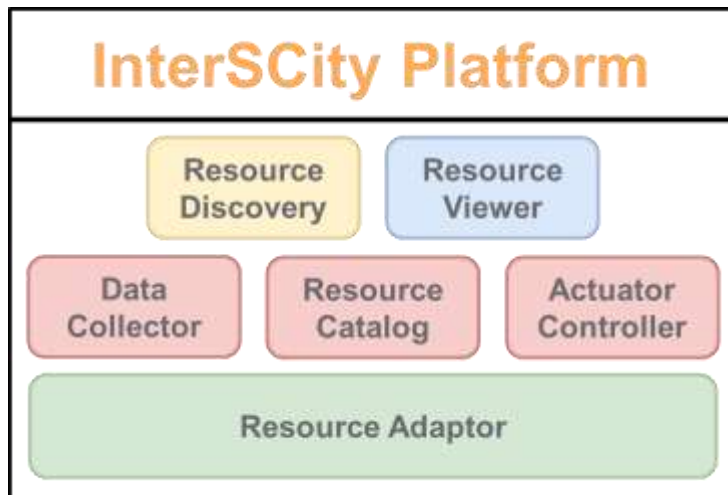 InterSCity Platform
Resource
Discovery
Resource
Viewer
Data
Collector
Resource
Catalog
Actuator
Controller
Resource Adaptor